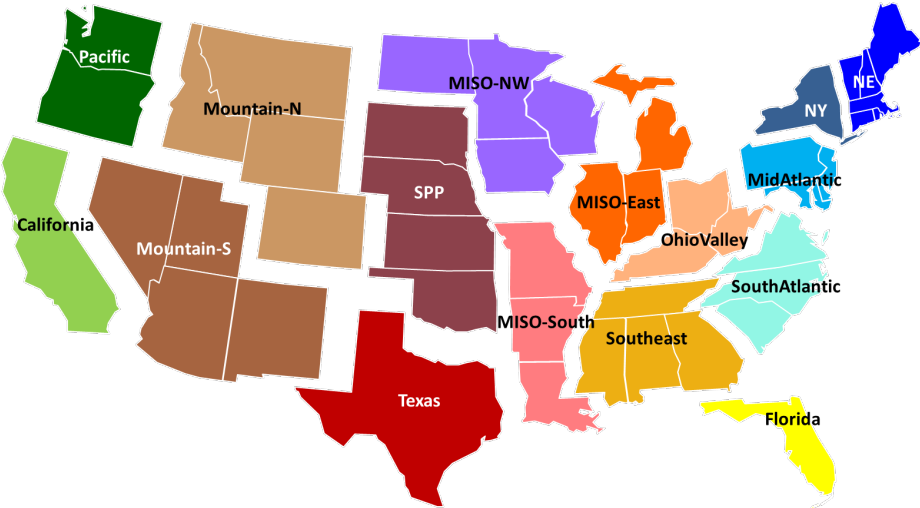 Pacific
NE
MISO-NW
Mountain-N
NY
MidAtlantic
SPP
MISO-East
California
OhioValley
Mountain-S
SouthAtlantic
MISO-South
Southeast
Texas
Florida